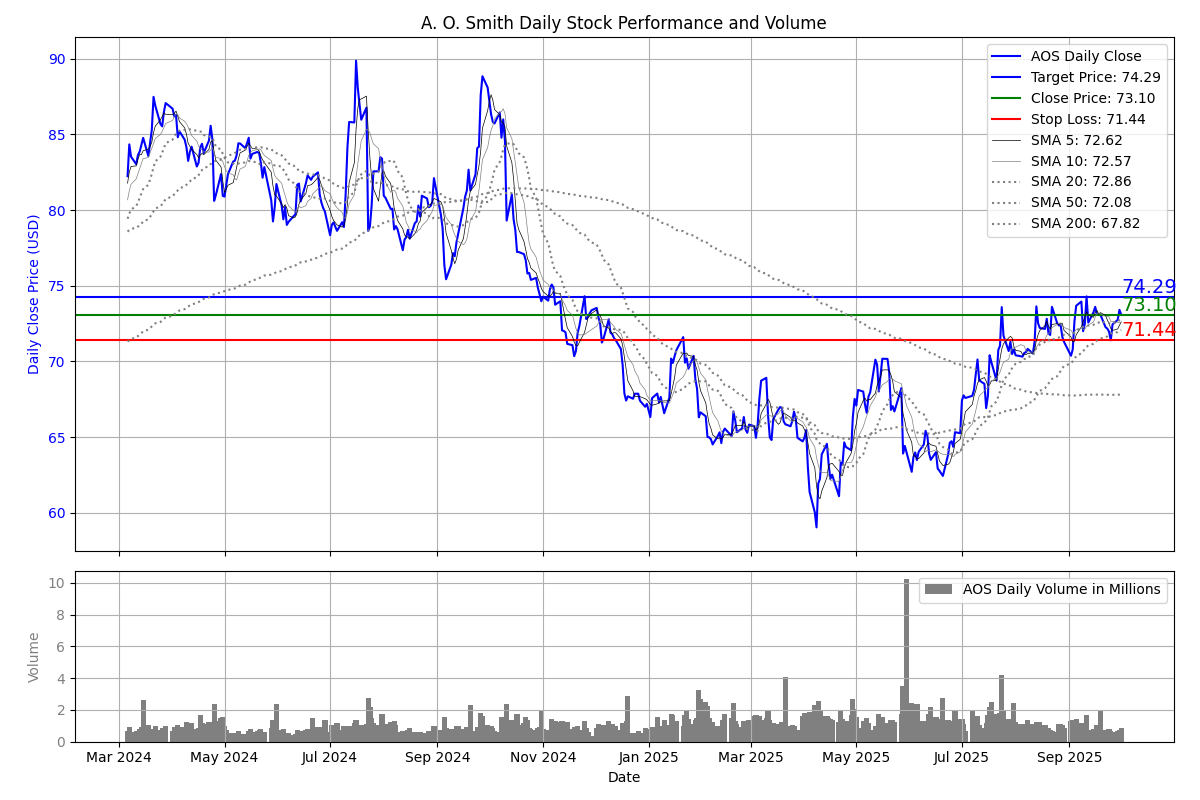 A. O. Smith Daily Stock Performance and Volume
90
85
80
75
70
65
60
Daily Close Price (USD)
AOS Daily Close
Target Price: 74.29
Close Price: 73.10
Stop Loss: 71.44
SMA 5: 72.62
SMA 10: 72.57
SMA 20: 72.86
SMA 50: 72.08
SMA 200: 67.82
74.29
73.10
71.44
10
8
6
4
2
0
Volume
AOS Daily Volume in Millions
Mar 2024
May 2024
Jul 2024
Sep 2024
Nov 2024
Jan 2025
Mar 2025
May 2025
Jul 2025
Sep 2025
Date